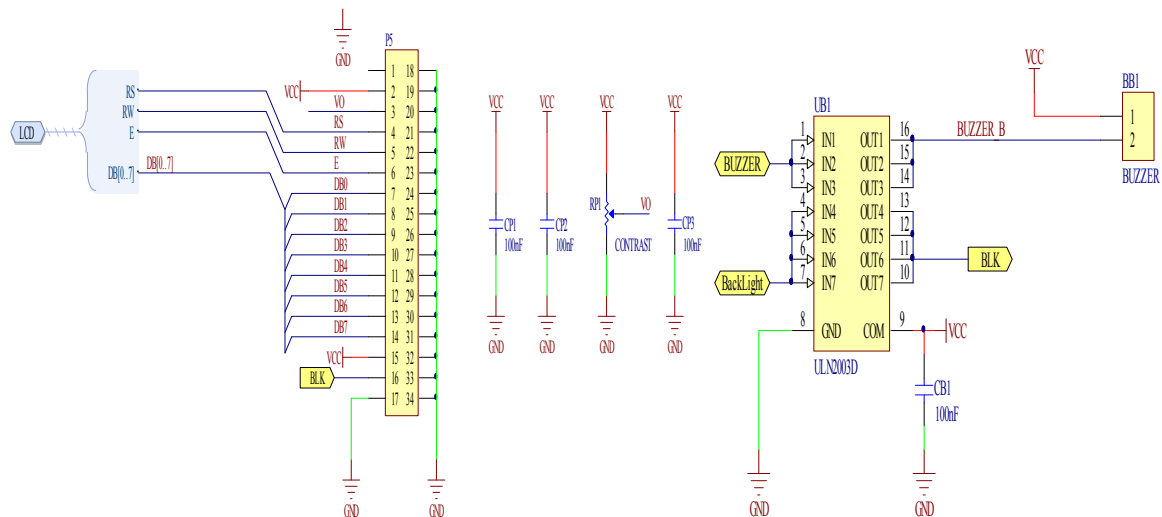 GND
P5
LCD
RS
RW
E
DB[0..7]
DB[0..7]
VCC
VO
RS
RW
E
DB0
DB1
DB2
DB3
DB4
DB5
DB6
DB7
VCC
BLK
1 18
2 19
3 20
4 21
5 22
6 23
7 24
8 25
9 26
10 27
11 28
12 29
13 30
14 31
15 32
16 33
17 34
GND
GND
VCC
VCC
VCC
VCC
CP1
100nF
CP2
100nF
RP1
VO
CONTRAST
CP3
100nF
GND
GND
GND
GND
UB1
BUZZER
BackLight
1 IN1 OUT1 16
2 IN2 OUT2 15
3 IN3 OUT3 14
4 IN4 OUT4 13
5 IN5 OUT5 12
6 IN6 OUT6 11
7 IN7 OUT7 10
8 GND COM 9
ULN2003D
BUZZER B
BLK
VCC
CB1
100nF
GND
GND
VCC
BB1
1
2
BUZZER